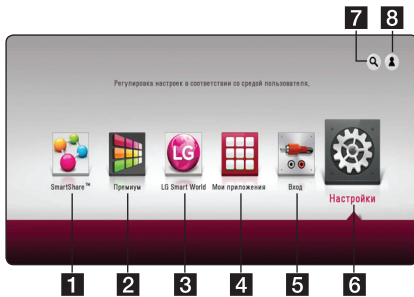 7 8
Регулировка настроек в соответствии со средой пользователя.
LG
SmartShare™ Премиум LG Smart World Мои приложения Вход Настройки
1 2 3 4 5 6